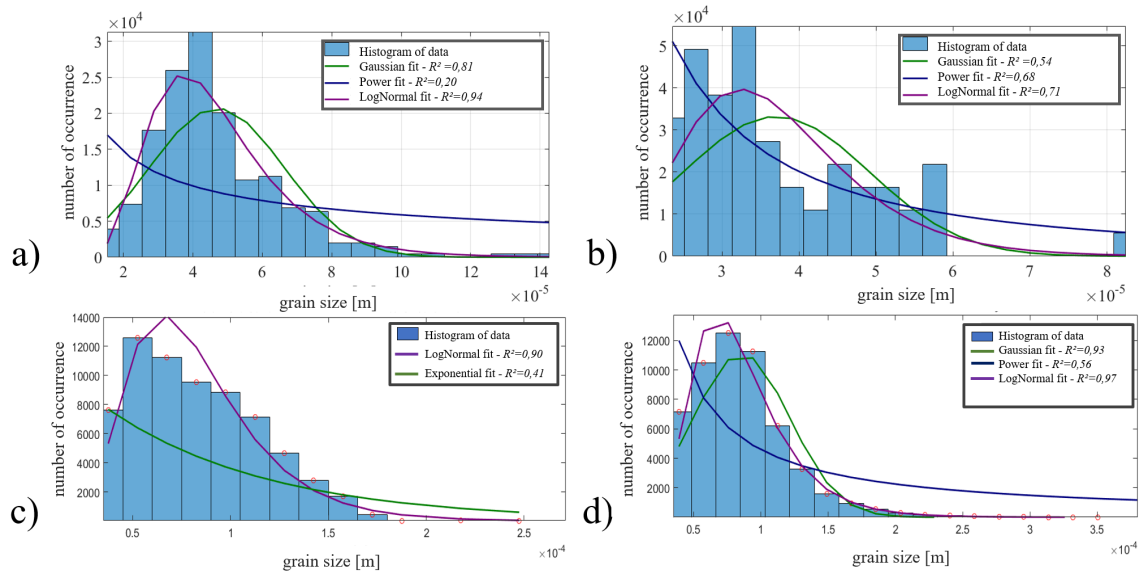 ×10⁴
3
2.5
2
1.5
1
0.5
0
number of occurrence
Histogram of data
Gaussian fit - R² =0,81
Power fit - R²=0,20
LogNormal fit - R²=0,94
2 4 6 8 10 12 14
×10⁻⁵
grain size [m]
a)
×10⁴
5
4
3
2
1
0
number of occurrence
Histogram of data
Gaussian fit - R² =0,54
Power fit - R²=0,68
LogNormal fit - R²=0,71
3 4 5 6 7 8
×10⁻⁵
grain size [m]
b)
14000
12000
10000
8000
6000
4000
2000
number of occurrence
Histogram of data
LogNormal fit - R²=0,90
Exponential fit - R²=0,41
0.5 1 1.5 2 2.5
×10⁻⁴
grain size [m]
c)
12000
10000
8000
6000
4000
2000
number of occurrence
Histogram of data
Gaussian fit - R²=0,93
Power fit - R²=0,56
LogNormal fit - R²=0,97
0.5 1 1.5 2 2.5 3 3.5
×10⁻⁴
grain size [m]
d)